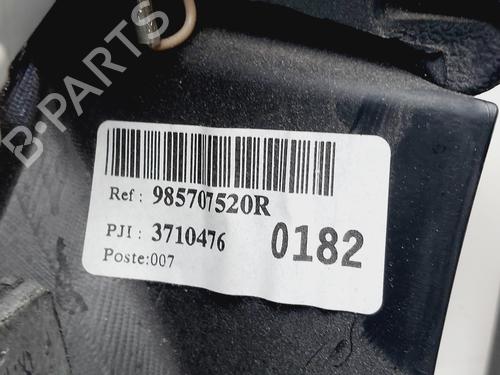 B-PARTS
Ref : 985707520R
PJI : 3710476
0182
Poste:007